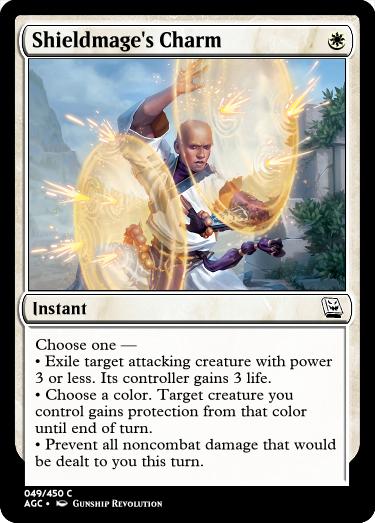 Shieldmage's Charm
Instant
Choose one —
• Exile target attacking creature with power
3 or less. Its controller gains 3 life.
• Choose a color. Target creature you
control gains protection from that color
until end of turn.
• Prevent all noncombat damage that would
be dealt to you this turn.
049/450 C
AGC • Gunship Revolution